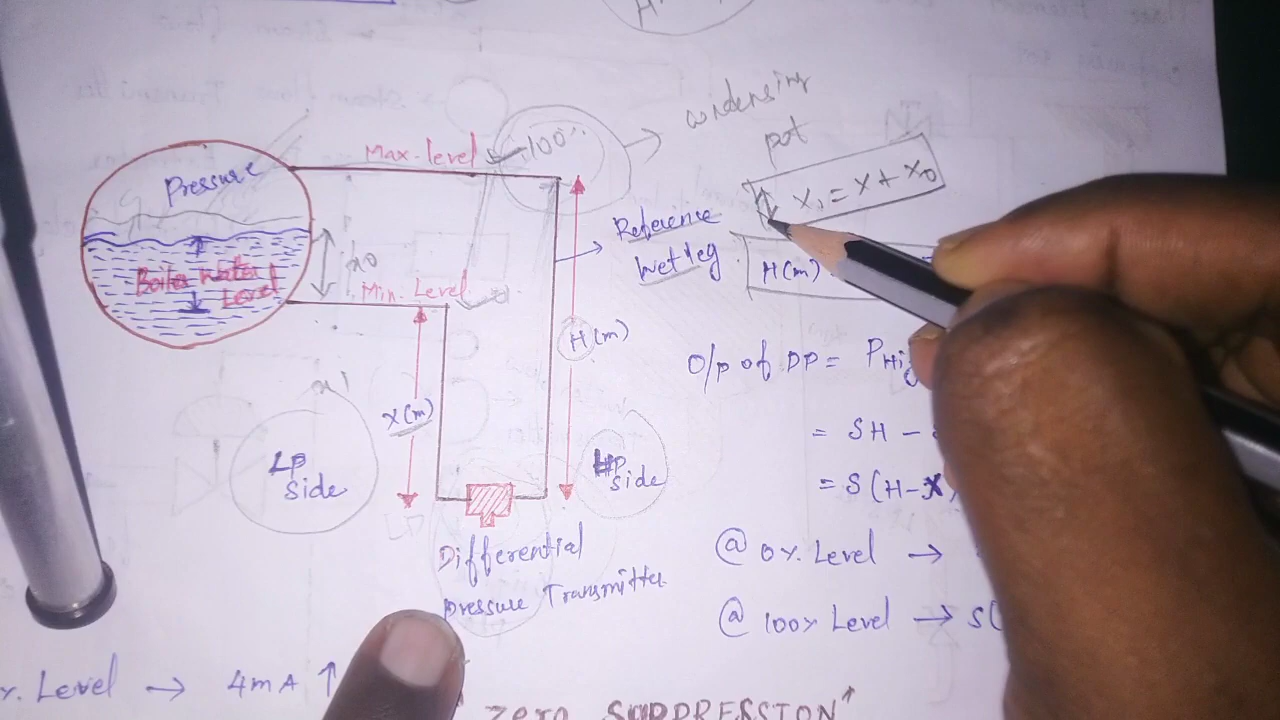 condensing
pot
Max-level
100%
Pressure
X₁ = X + X₀
Reference
wet leg
H(m)
x₀
Boiler water
Level
Min. Level
H(m)
O/p of DP = PHig
x'
X(m)
= SH -
LP
side
HP
side
= S(H-X
@ 0%. Level →
Differential
pressure Transmitter
@ 100% Level → S(
%. Level → 4mA ↑
"zero SUPPRESSION"